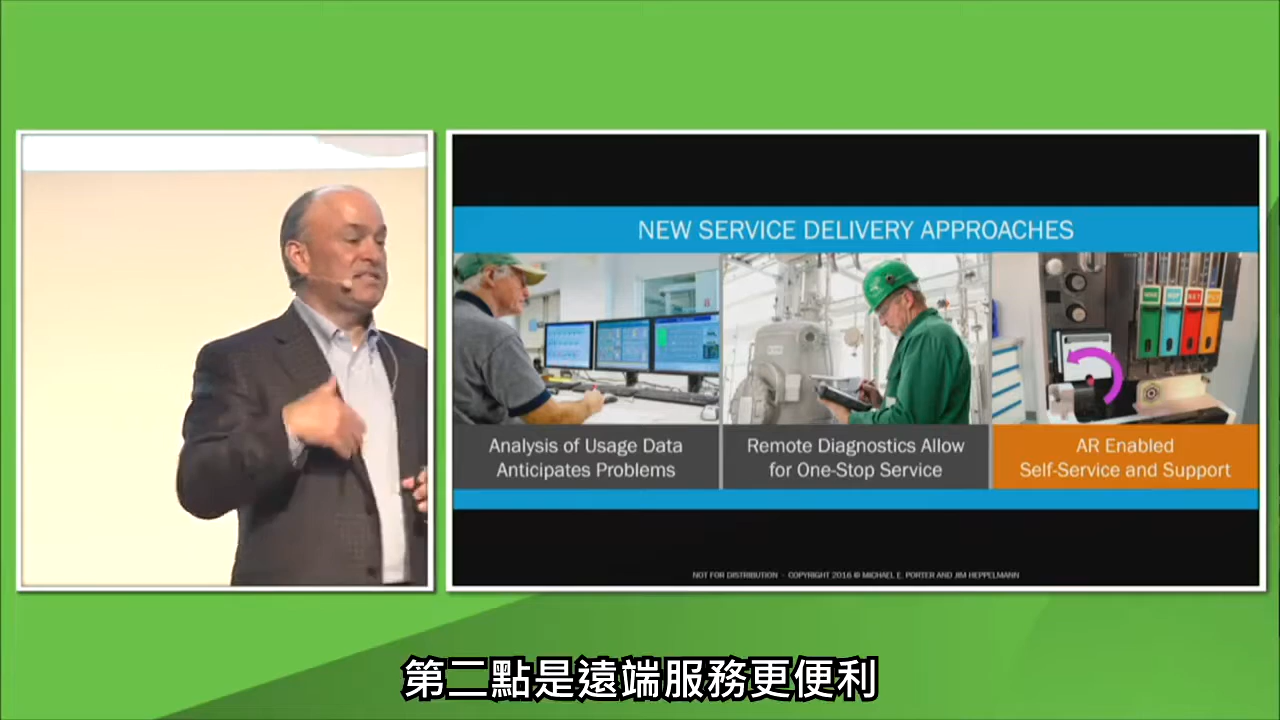 NEW SERVICE DELIVERY APPROACHES
Analysis of Usage Data
Anticipates Problems
Remote Diagnostics Allow
for One-Stop Service
AR Enabled
Self-Service and Support
NOT FOR DISTRIBUTION - COPYRIGHT 2016 © MICHAEL E. PORTER AND JIM HEPPELMANN
第二點是遠端服務更便利